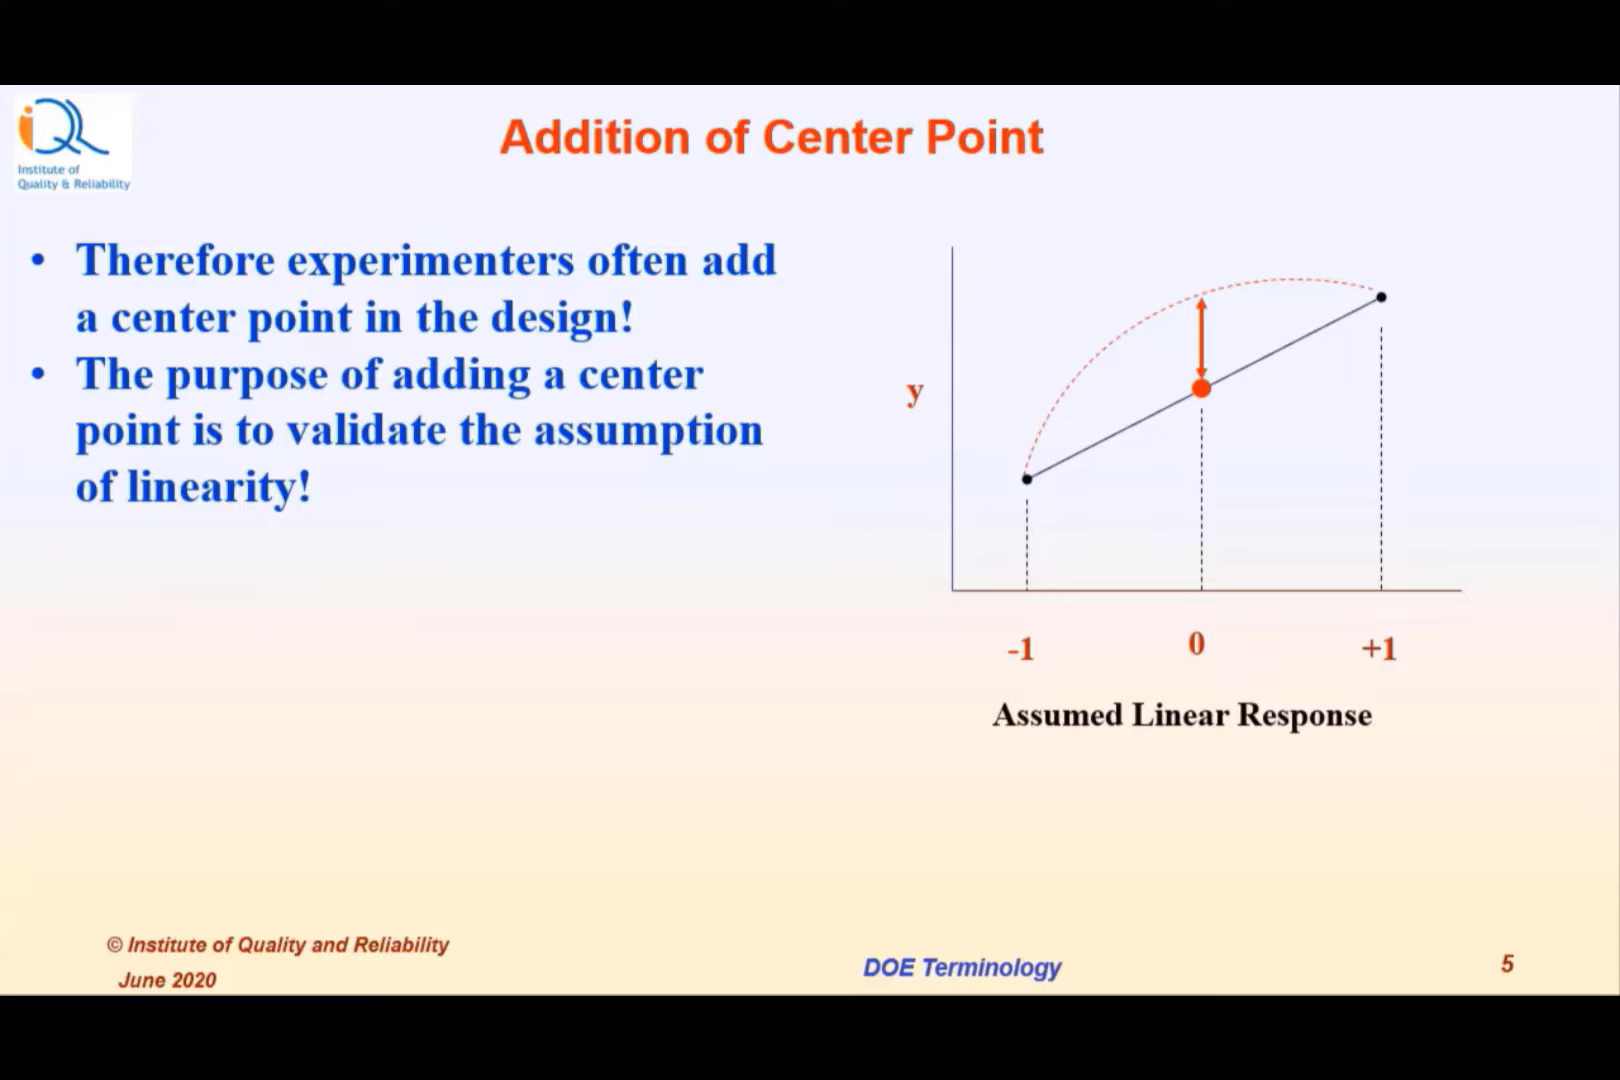 iQR
Institute of
Quality & Reliability
Addition of Center Point
• Therefore experimenters often add
a center point in the design!
• The purpose of adding a center
point is to validate the assumption
of linearity!
y
-1 0 +1
Assumed Linear Response
© Institute of Quality and Reliability
June 2020
DOE Terminology
5